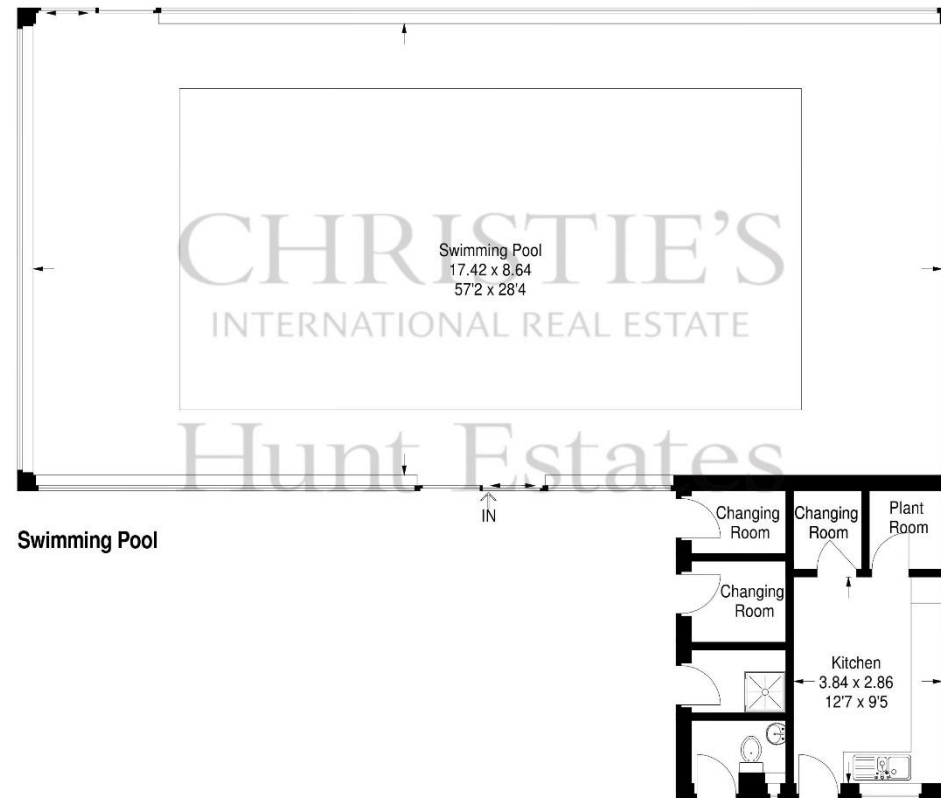 CHRISTIE'S
INTERNATIONAL REAL ESTATE
Hunt Estates
Swimming Pool
17.42 x 8.64
57'2 x 28'4
IN
Swimming Pool
Changing
Room
Changing
Room
Plant
Room
Changing
Room
Kitchen
3.84 x 2.86
12'7 x 9'5